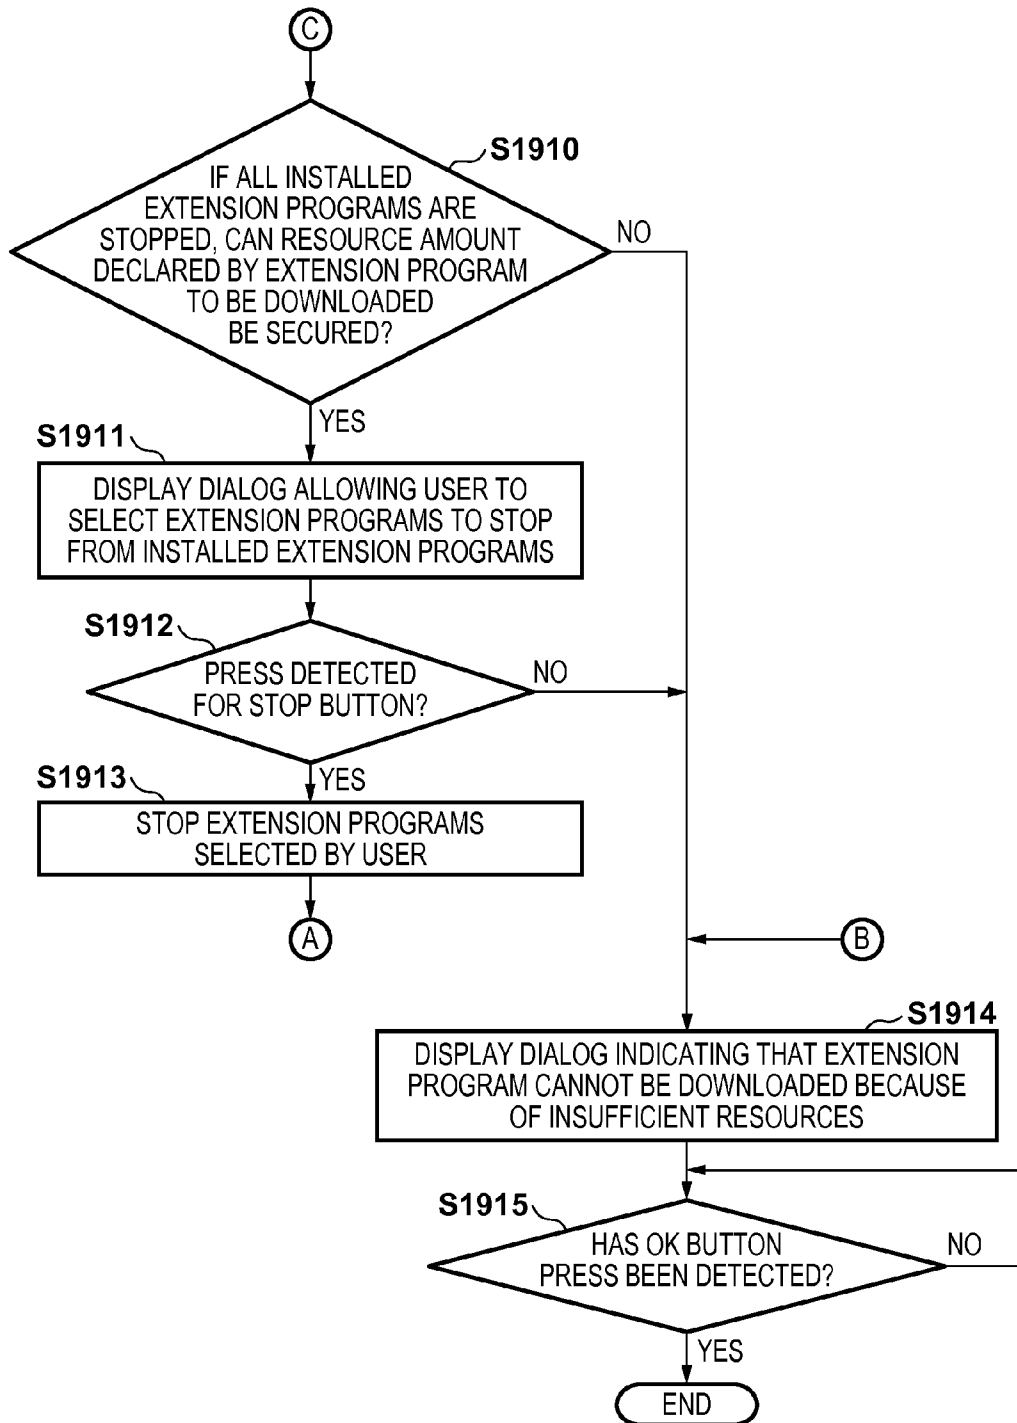 C
S1910
IF ALL INSTALLED
EXTENSION PROGRAMS ARE
STOPPED, CAN RESOURCE AMOUNT
DECLARED BY EXTENSION PROGRAM
TO BE DOWNLOADED
BE SECURED?
NO
YES
S1911
DISPLAY DIALOG ALLOWING USER TO
SELECT EXTENSION PROGRAMS TO STOP
FROM INSTALLED EXTENSION PROGRAMS
S1912
PRESS DETECTED
FOR STOP BUTTON?
NO
YES
S1913
STOP EXTENSION PROGRAMS
SELECTED BY USER
A
B
S1914
DISPLAY DIALOG INDICATING THAT EXTENSION
PROGRAM CANNOT BE DOWNLOADED BECAUSE
OF INSUFFICIENT RESOURCES
S1915
HAS OK BUTTON
PRESS BEEN DETECTED?
NO
YES
END